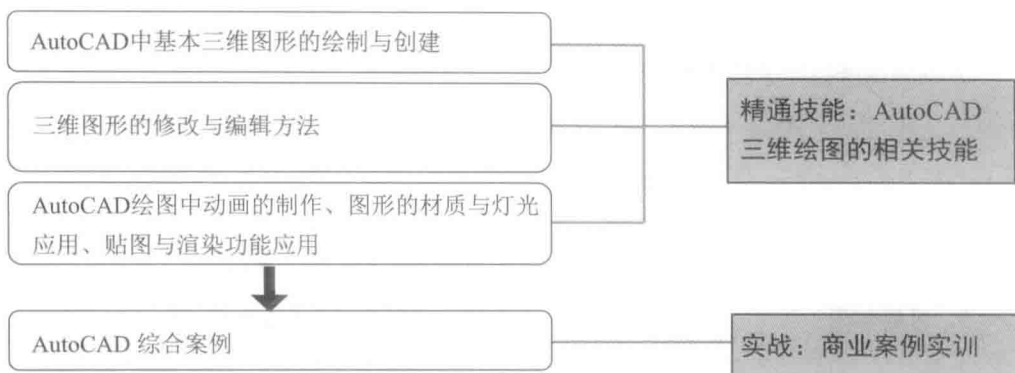 AutoCAD中基本三维图形的绘制与创建
三维图形的修改与编辑方法
精通技能：AutoCAD
三维绘图的相关技能
AutoCAD绘图中动画的制作、图形的材质与灯光
应用、贴图与渲染功能应用
AutoCAD 综合案例
实战：商业案例实训